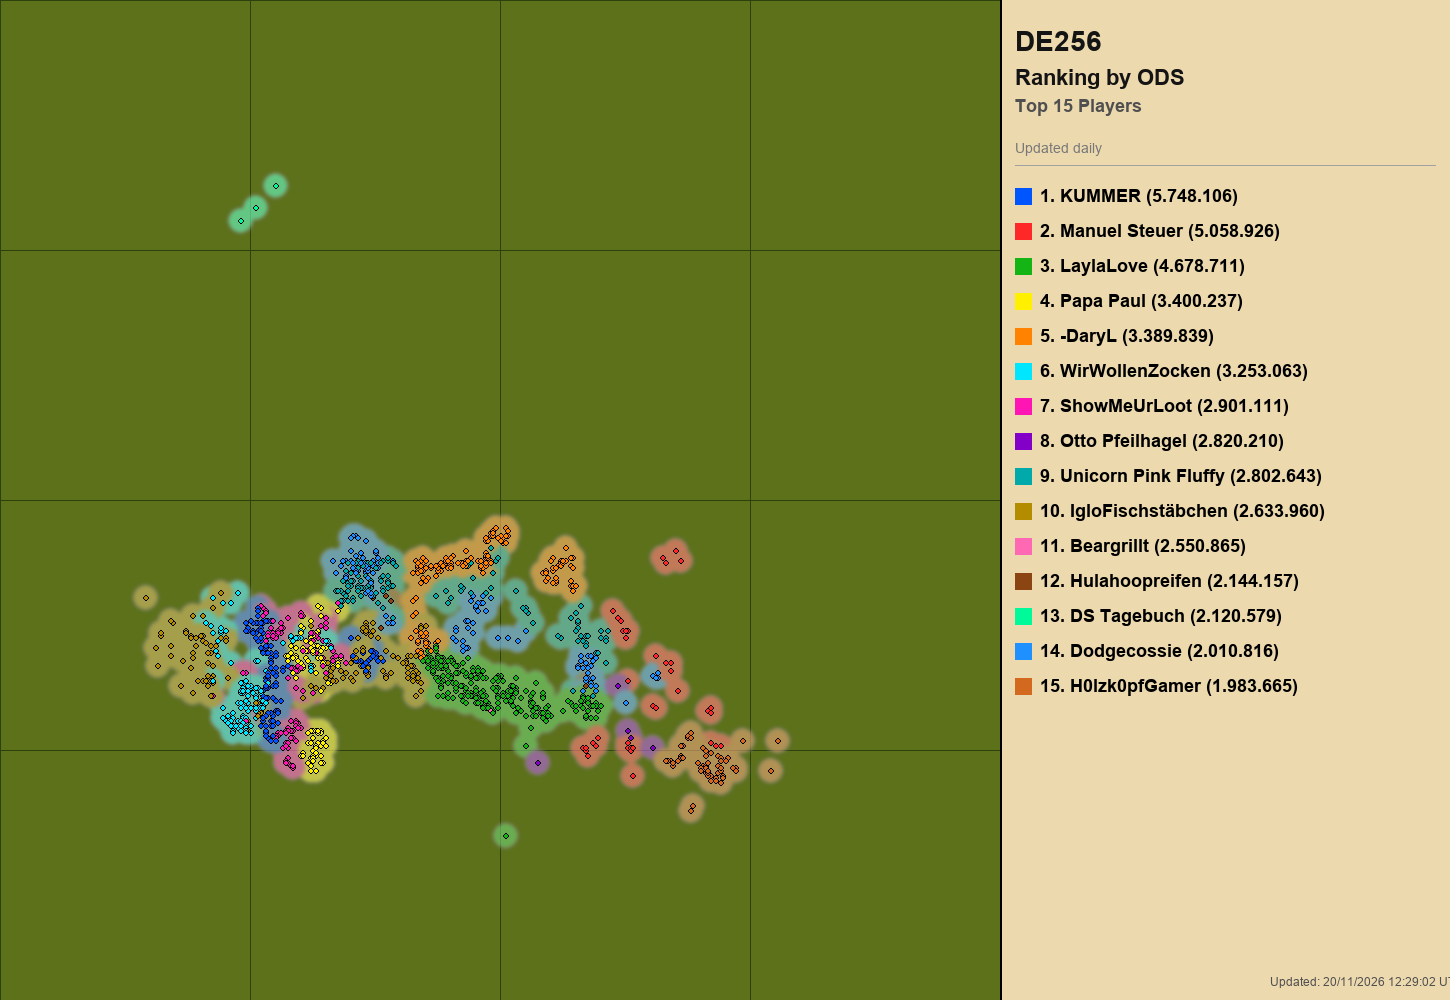 DE256
Ranking by ODS
Top 15 Players
Updated daily
1. KUMMER (5.748.106)
2. Manuel Steuer (5.058.926)
3. LaylaLove (4.678.711)
4. Papa Paul (3.400.237)
5. -DaryL (3.389.839)
6. WirWollenZocken (3.253.063)
7. ShowMeUrLoot (2.901.111)
8. Otto Pfeilhagel (2.820.210)
9. Unicorn Pink Fluffy (2.802.643)
10. IgloFischstäbchen (2.633.960)
11. Beargrillt (2.550.865)
12. Hulahoopreifen (2.144.157)
13. DS Tagebuch (2.120.579)
14. Dodgecossie (2.010.816)
15. H0lzk0pfGamer (1.983.665)
Updated: 20/11/2026 12:29:02 U